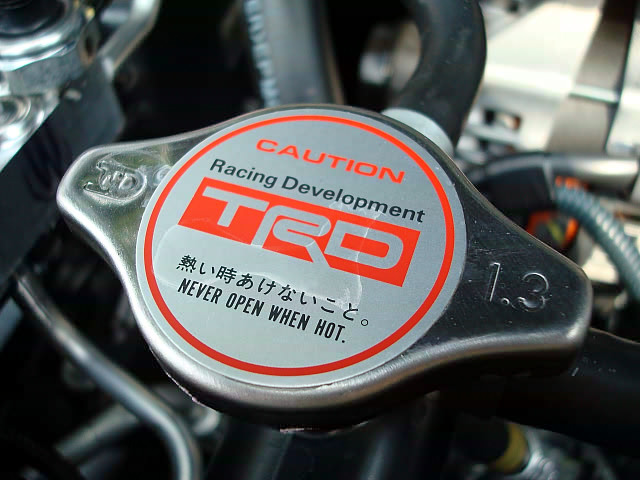 CAUTION
Racing Development
TRD
熱い時あけないこと。
NEVER OPEN WHEN HOT.
1.3